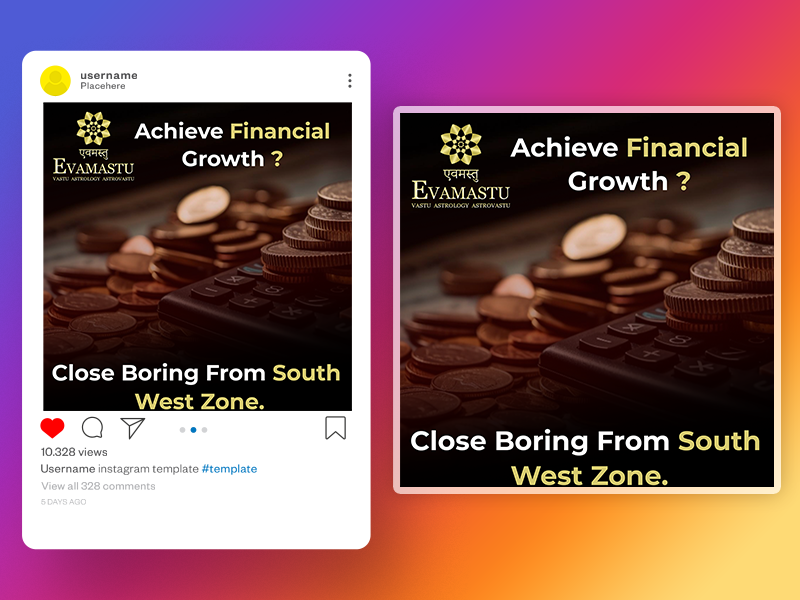 username
Placehere
एवमस्तु
EVAMASTU
VASTU ASTROLOGY ASTROVASTU
Achieve Financial
Growth ?
Close Boring From South
West Zone.
10.328 views
Username instagram template #template
View all 328 comments
5 DAYS AGO
एवमस्तु
EVAMASTU
VASTU ASTROLOGY ASTROVASTU
Achieve Financial
Growth ?
Close Boring From South
West Zone.